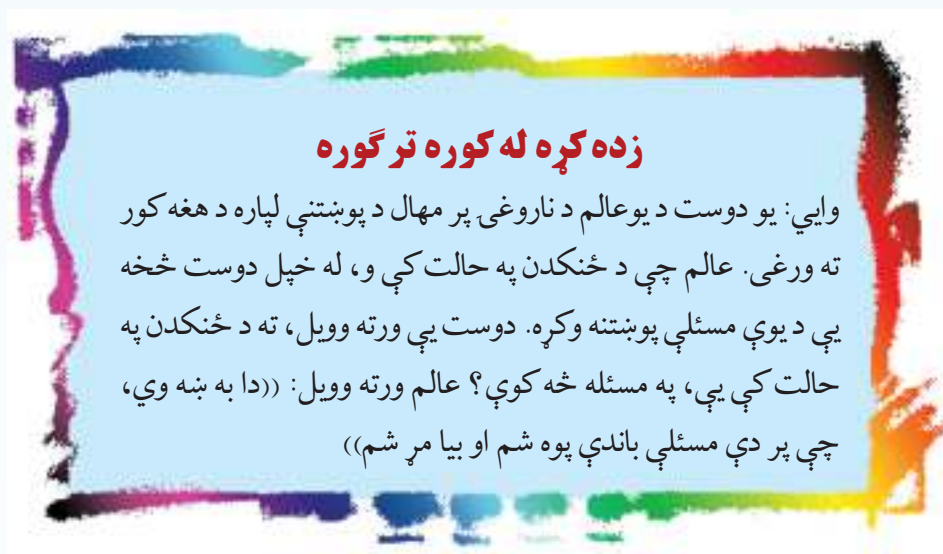 زده کړه له کوره تر گوره
وايي: يو دوست د يوعالم د ناروغۍ پر مهال د پوښتنې لپاره د هغه کور
ته ورغی. عالم چې د ځنکدن په حالت کې و، له خپل دوست څخه
يې د يوې مسئلې پوښتنه وکړه. دوست يې ورته وويل، ته د ځنکدن په
حالت کې يې، په مسئله څه کوې؟ عالم ورته وويل: ((دا به ښه وي،
چې پر دې مسئلې باندې پوه شم او بيا مړ شم))